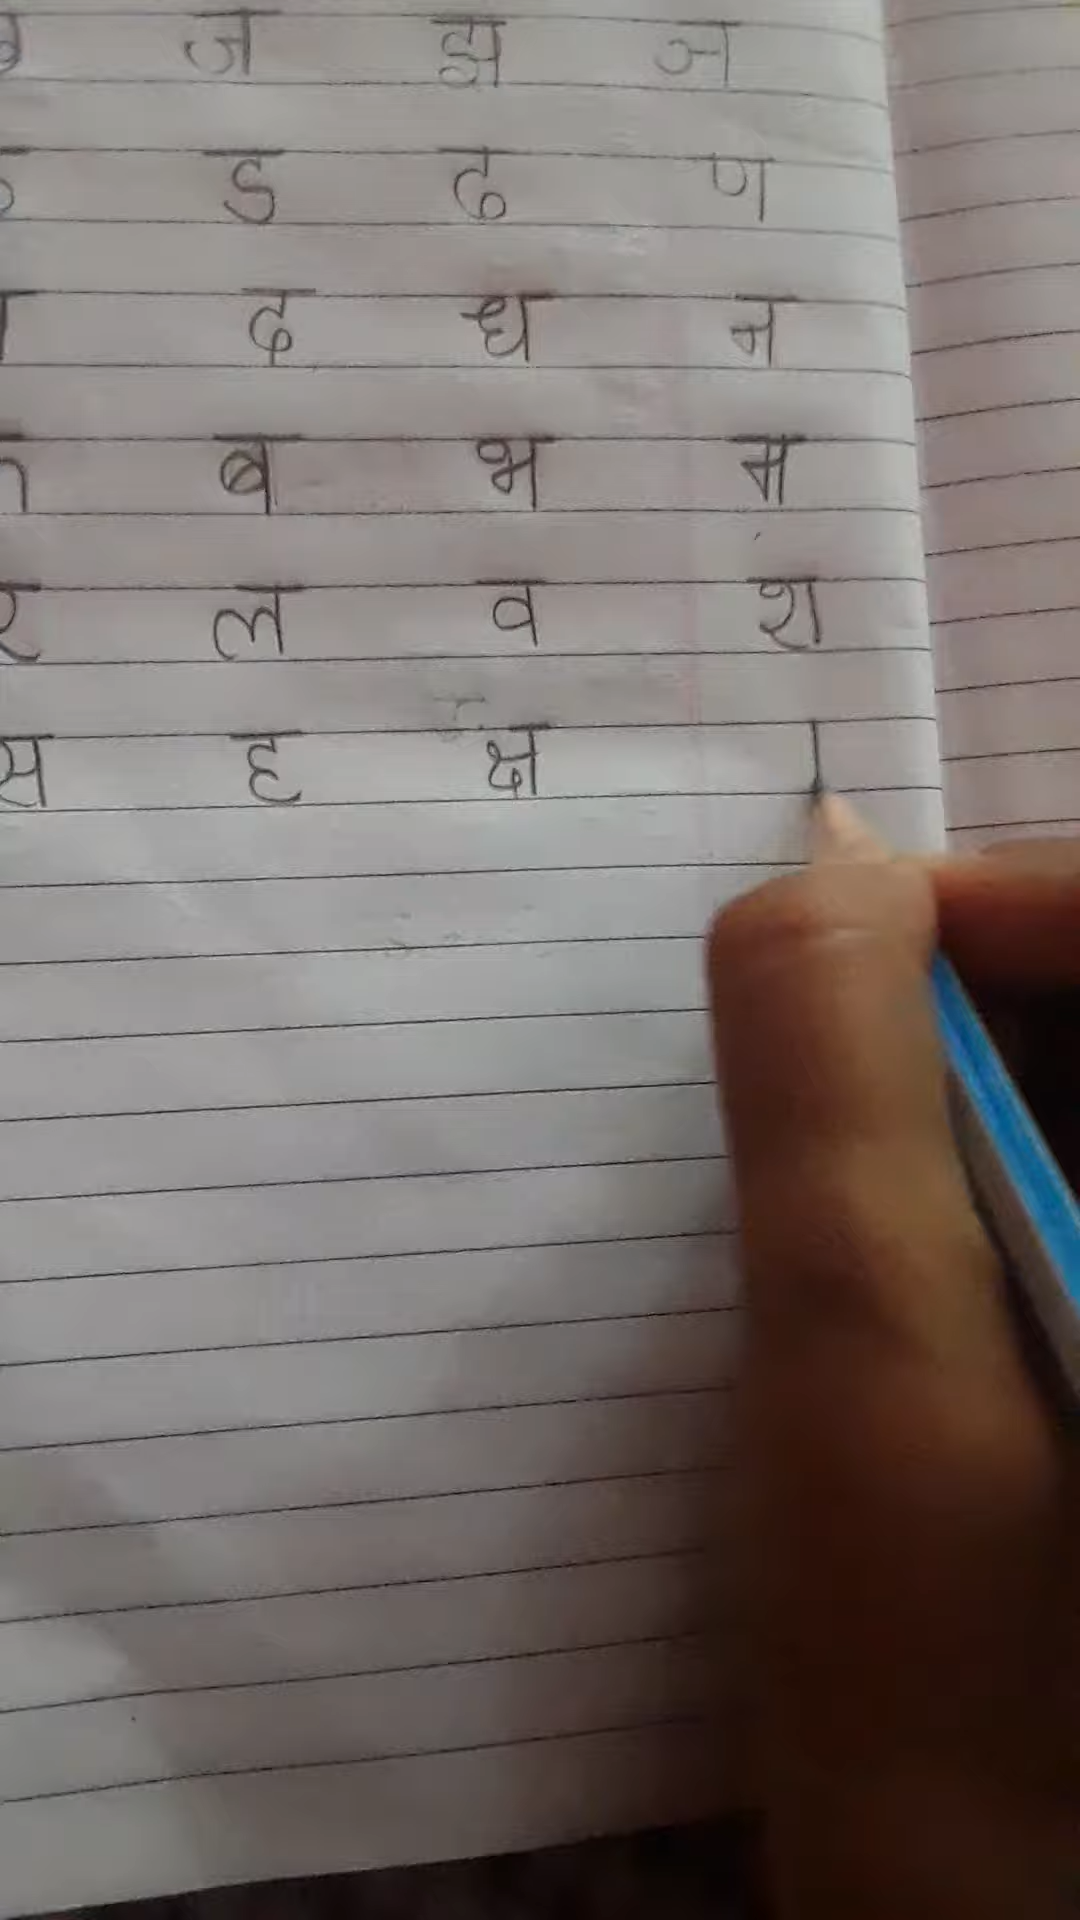 ज झ ञ
ड ढ ण
द ध न
ब भ म
र ल व श
स ह क्ष